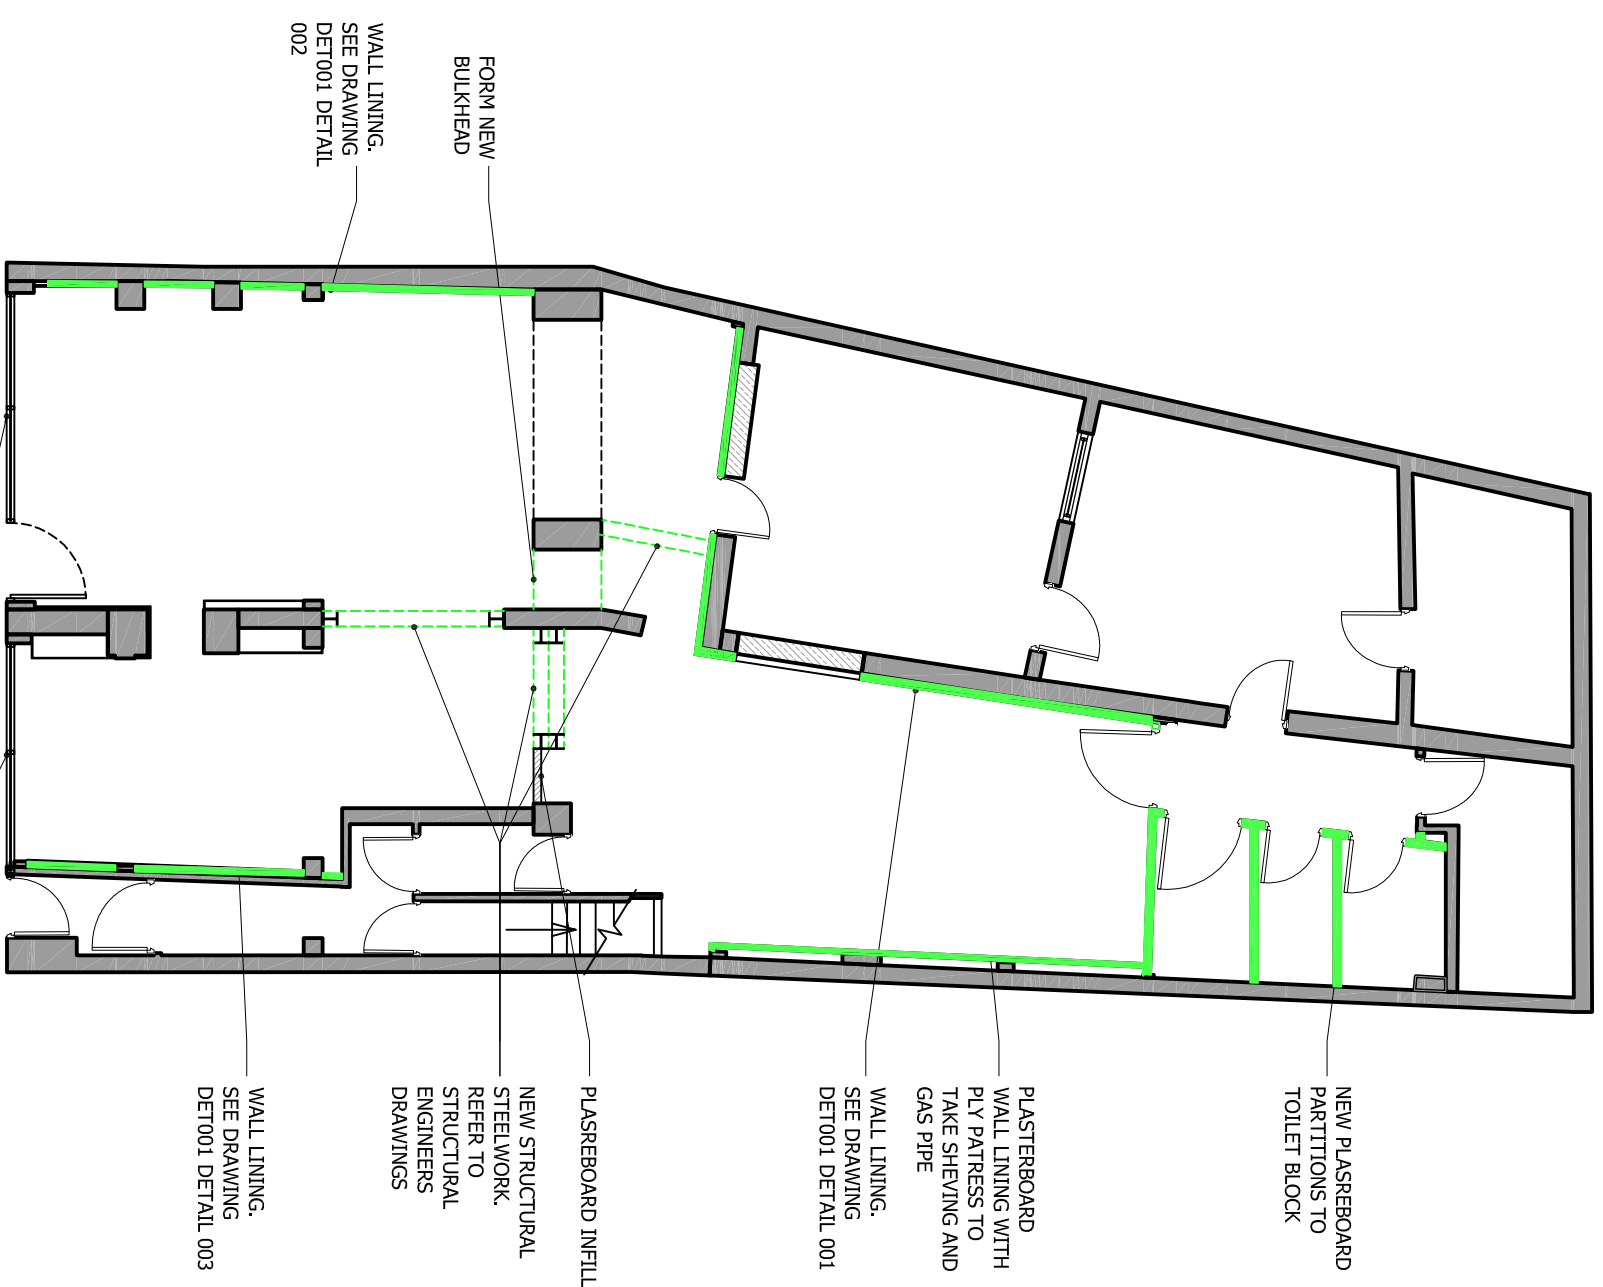 WALL LINING.
SEE DRAWING
DET001 DETAIL
002
FORM NEW
BULKHEAD
WALL LINING.
SEE DRAWING
DET001 DETAIL 003
NEW STRUCTURAL
STEELWORK.
REFER TO
STRUCTURAL
ENGINEERS
DRAWINGS
PLASREBOARD INFILL
WALL LINING.
SEE DRAWING
DET001 DETAIL 001
PLASTERBOARD
WALL LINING WITH
PLY PATRESS TO
TAKE SHEVING AND
GAS PIPE
NEW PLASREBOARD
PARTITIONS TO
TOILET BLOCK